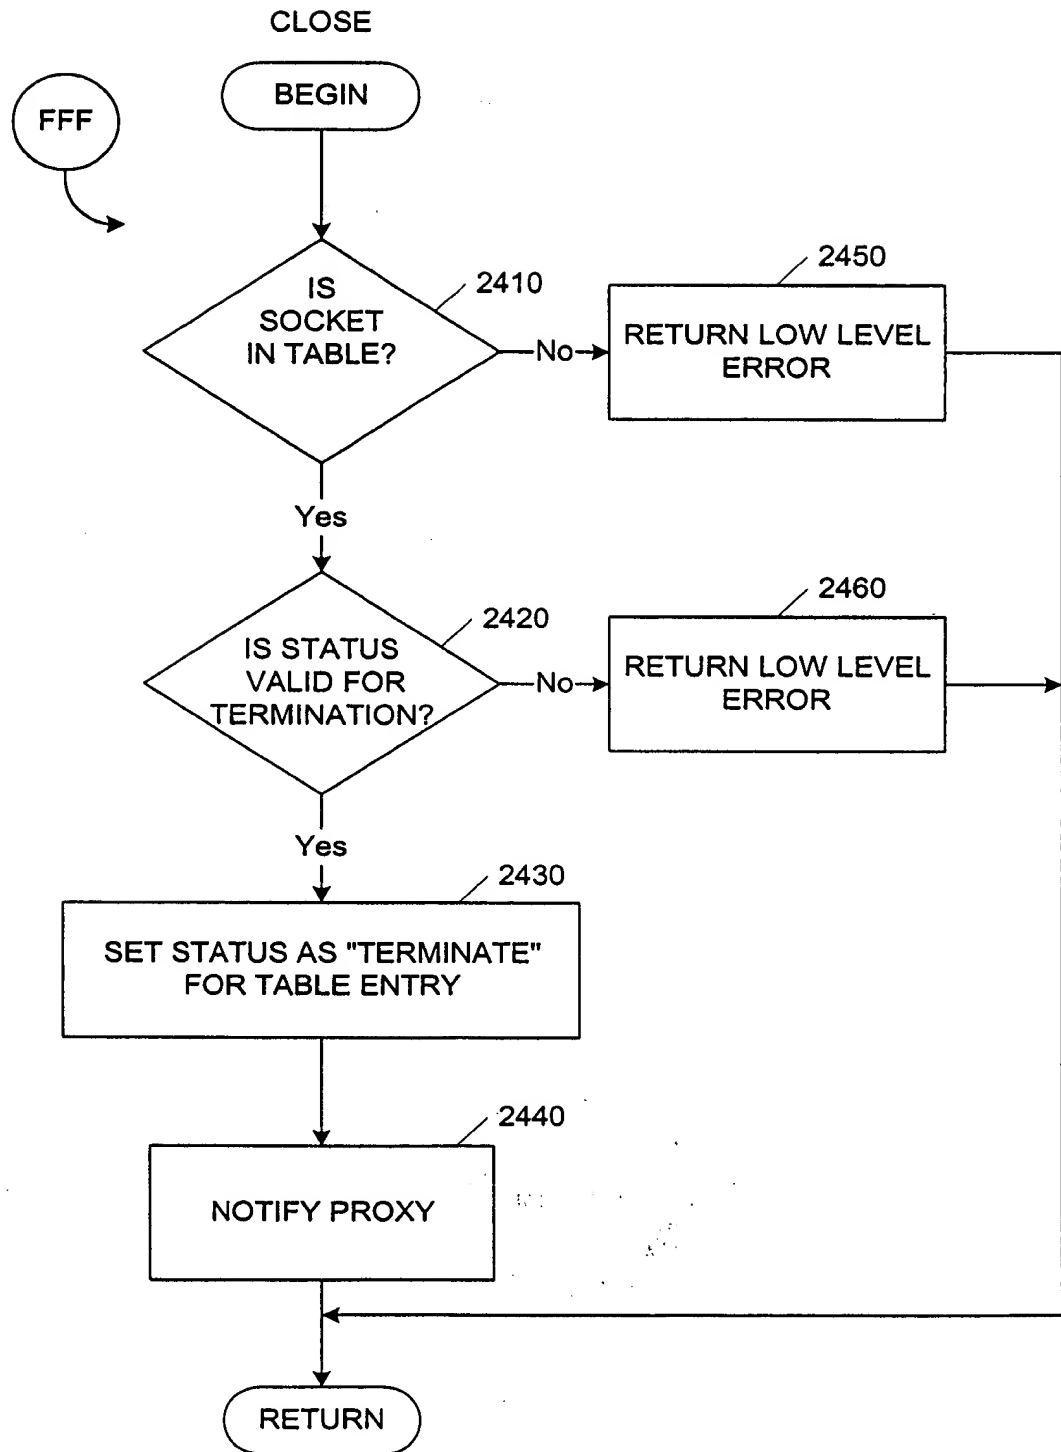 CLOSE
BEGIN
FFF
IS
SOCKET
IN TABLE?
2410
No
2450
RETURN LOW LEVEL
ERROR
Yes
IS STATUS
VALID FOR
TERMINATION?
2420
No
2460
RETURN LOW LEVEL
ERROR
Yes
2430
SET STATUS AS "TERMINATE"
FOR TABLE ENTRY
2440
NOTIFY PROXY
RETURN